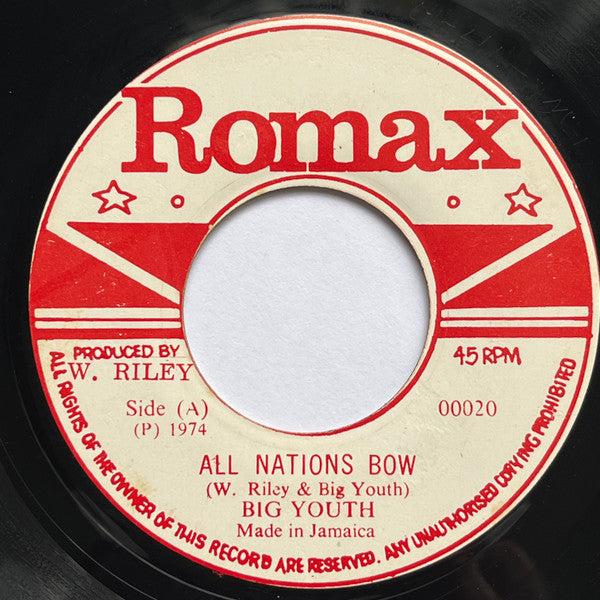 Romax
PRODUCED BY
W. RILEY
45 RPM
Side (A)
(P) 1974
00020
ALL NATIONS BOW
(W. Riley & Big Youth)
BIG YOUTH
Made in Jamaica
ALL RIGHTS OF THE OWNER OF THIS RECORD ARE RESERVED. ANY UNAUTHORISED COPYING PROHIBITED